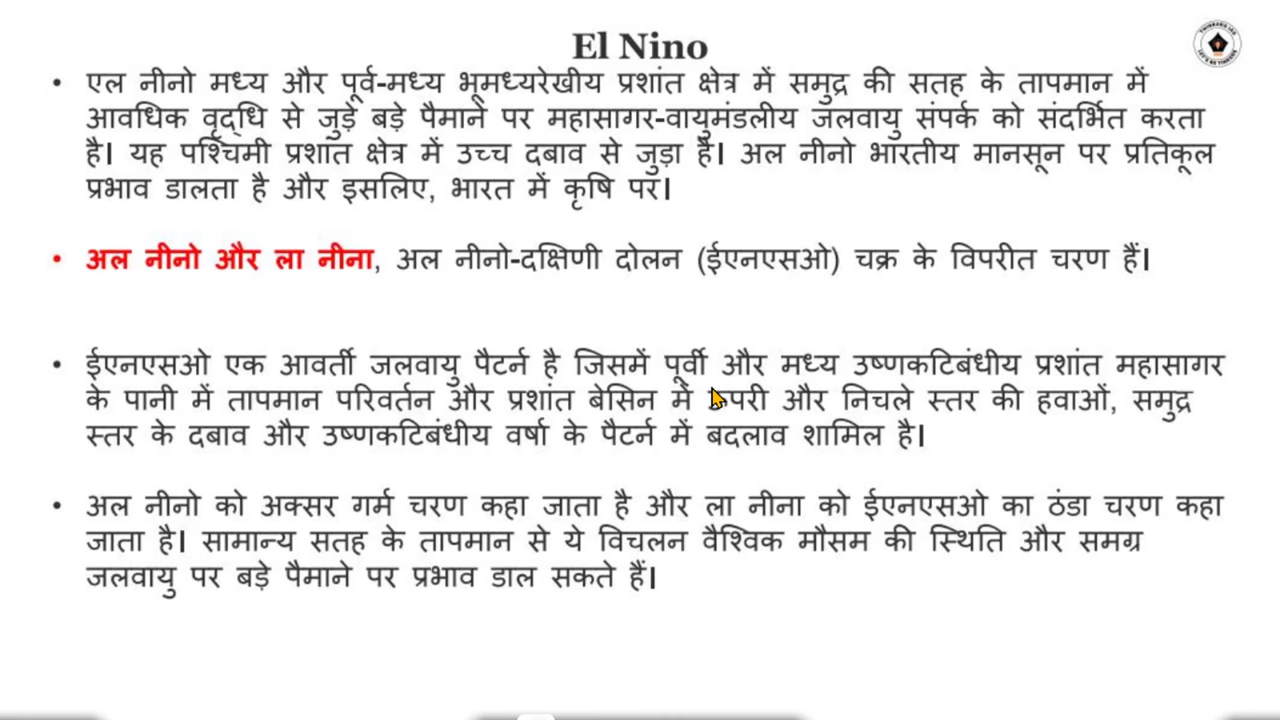 El Nino
• एल नीनो मध्य और पूर्व-मध्य भूमध्यरेखीय प्रशांत क्षेत्र में समुद्र की सतह के तापमान में
आवधिक वृद्धि से जुड़े बड़े पैमाने पर महासागर-वायुमंडलीय जलवायु संपर्क को संदर्भित करता
है। यह पश्चिमी प्रशांत क्षेत्र में उच्च दबाव से जुड़ा है। अल नीनो भारतीय मानसून पर प्रतिकूल
प्रभाव डालता है और इसलिए, भारत में कृषि पर।
• अल नीनो और ला नीना, अल नीनो-दक्षिणी दोलन (ईएनएसओ) चक्र के विपरीत चरण हैं।
• ईएनएसओ एक आवर्ती जलवायु पैटर्न है जिसमें पूर्वी और मध्य उष्णकटिबंधीय प्रशांत महासागर
के पानी में तापमान परिवर्तन और प्रशांत बेसिन में ऊपरी और निचले स्तर की हवाओं, समुद्र
स्तर के दबाव और उष्णकटिबंधीय वर्षा के पैटर्न में बदलाव शामिल है।
• अल नीनो को अक्सर गर्म चरण कहा जाता है और ला नीना को ईएनएसओ का ठंडा चरण कहा
जाता है। सामान्य सतह के तापमान से ये विचलन वैश्विक मौसम की स्थिति और समग्र
जलवायु पर बड़े पैमाने पर प्रभाव डाल सकते हैं।